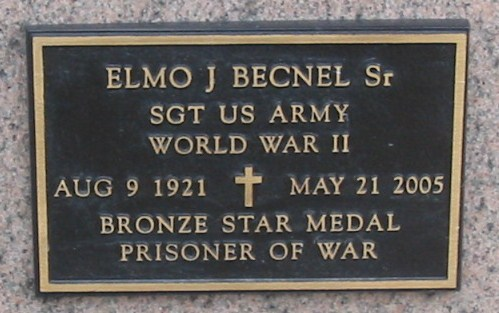 ELMO J BECNEL Sr
SGT US ARMY
WORLD WAR II
AUG 9 1921 MAY 21 2005
BRONZE STAR MEDAL
PRISONER OF WAR